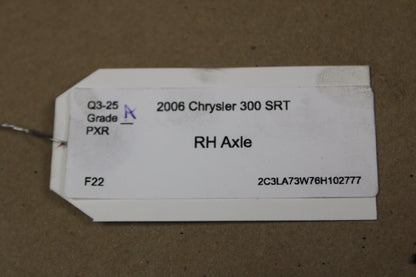 Q3-25
Grade A
PXR
2006 Chrysler 300 SRT
RH Axle
F22
2C3LA73W76H102777